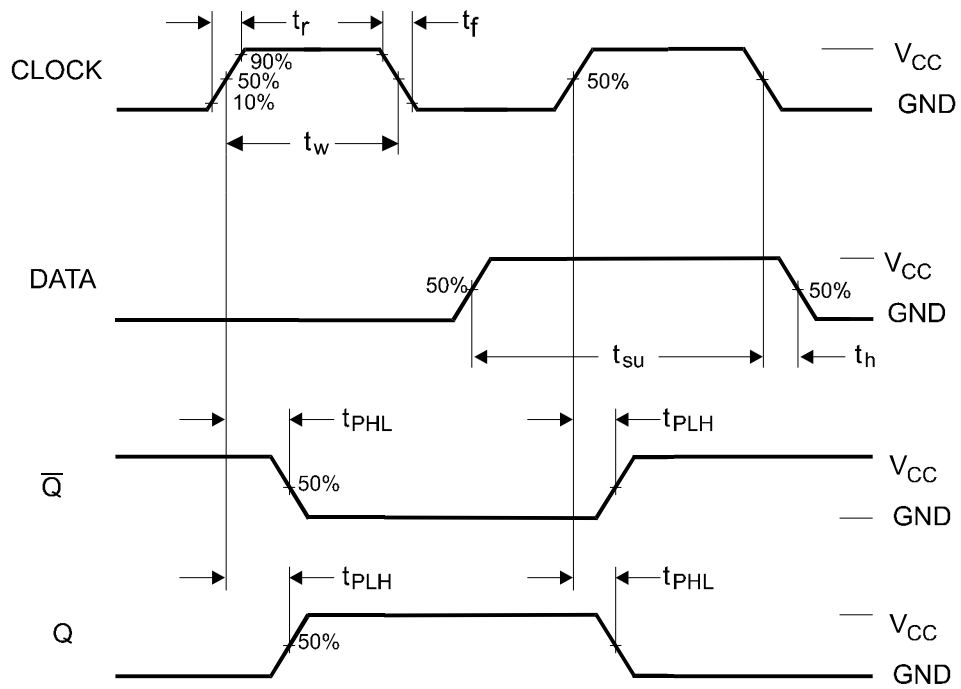 tr tf
CLOCK 90% 50% 10% 50% VCC
GND
tw
DATA 50% 50% VCC
GND
tsu th
tPHL tPLH
Q̅ 50% VCC
GND
tPLH tPHL
Q 50% VCC
GND